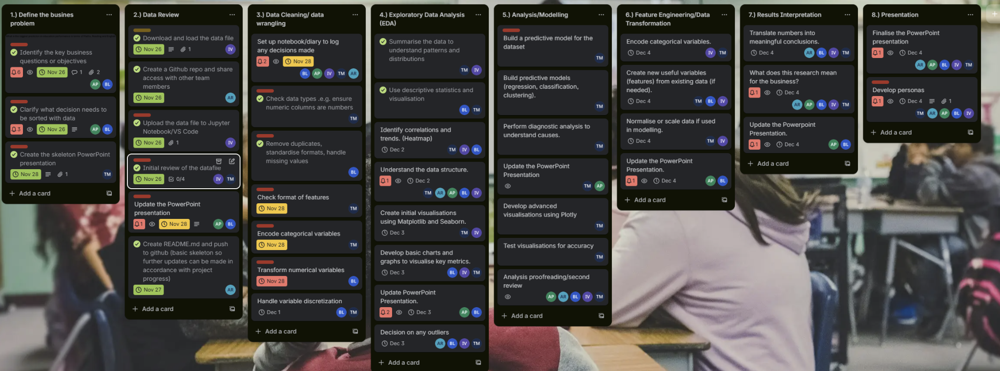 1.) Define the busines
problem
Identify the key business
questions or objectives
6 Nov 26 1 2
AP BL
Clarify what decision needs to
be sorted with data
3 Nov 26 AP BL
Create the skeleton PowerPoint
presentation
Nov 28 1 TM
+ Add a card
2.) Data Review
Download and load the data file
Nov 26 1 IV
Create a Github repo and share
access with other team
members
Nov 26 AR
Upload the data file to Jupyter
Notebook/VS Code
Nov 26 1 IV
Initial review of the datafile
Nov 26 0/4 IV TM
Update the PowerPoint
presentation
1 Nov 28 AP BL
Create README.md and push
to github (basic skeleton so
further updates can be made in
accordance with project
progress)
Nov 27 AR
+ Add a card
3.) Data Cleaning/ data
wrangling
Set up notebook/diary to log
any decisions made
2 Nov 28
BL AP IV TM AR
Check data types .e.g. ensure
numeric columns are numbers
TM
Remove duplicates,
standardise formats, handle
missing values
BL
Check format of features
Nov 28 TM
Encode categorical variables
Nov 28 TM
Transform numerical variables
Nov 28 BL
Handle variable discretization
Dec 1 BL TM
+ Add a card
4.) Exploratory Data Analysis
(EDA)
Summarise the data to
understand patterns and
distributions
TM IV
Use descriptive statistics and
visualisation
BL TM
Identify correlations and
trends. (Heatmap)
Dec 2 TM IV BL
Understand the data structure.
1 Dec 2
TM AR AP BL IV
Create initial visualisations
using Matplotlib and Seaborn.
Dec 3 TM IV
Develop basic charts and
graphs to visualise key metrics.
Dec 3 BL IV TM
Update PowerPoint
Presentation.
2 Dec 3 AP BL
Decision on any outliers
Dec 3 AR BL IV TM
+ Add a card
5.) Analysis/Modelling
Build a predictive model for the
dataset
TM
Build predictive models
(regression, classification,
clustering).
TM
Perform diagnostic analysis to
understand causes.
TM
Update the PowerPoint
Presentation
TM AP
Develop advanced
visualisations using Plotly
TM
Test visualisations for accuracy
TM
Analysis proofreading/second
review
AP AR BL IV TM
+ Add a card
6.) Feature Engineering/Data
Transformation
Encode categorical variables.
Dec 4 IV TM
Create new useful variables
(features) from existing data (if
needed).
Dec 4 TM BL IV
Normalise or scale data if used
in modelling.
Dec 4 TM IV
Update the PowerPoint
Presentation.
1 Dec 4 AP BL
+ Add a card
7.) Results Interpretation
Translate numbers into
meaningful conclusions.
Dec 4 AR BL IV TM
What does this research mean
for the business?
1 Dec 4
AR AP BL IV TM
Update the Powerpoint
Presentation.
1 Dec 4 AP BL
+ Add a card
8.) Presentation
Finalise the PowerPoint
presentation
1 Dec 4
AR AP BL IV TM
Develop personas
1 Dec 4 1
TM AR AP BL IV
+ Add a card